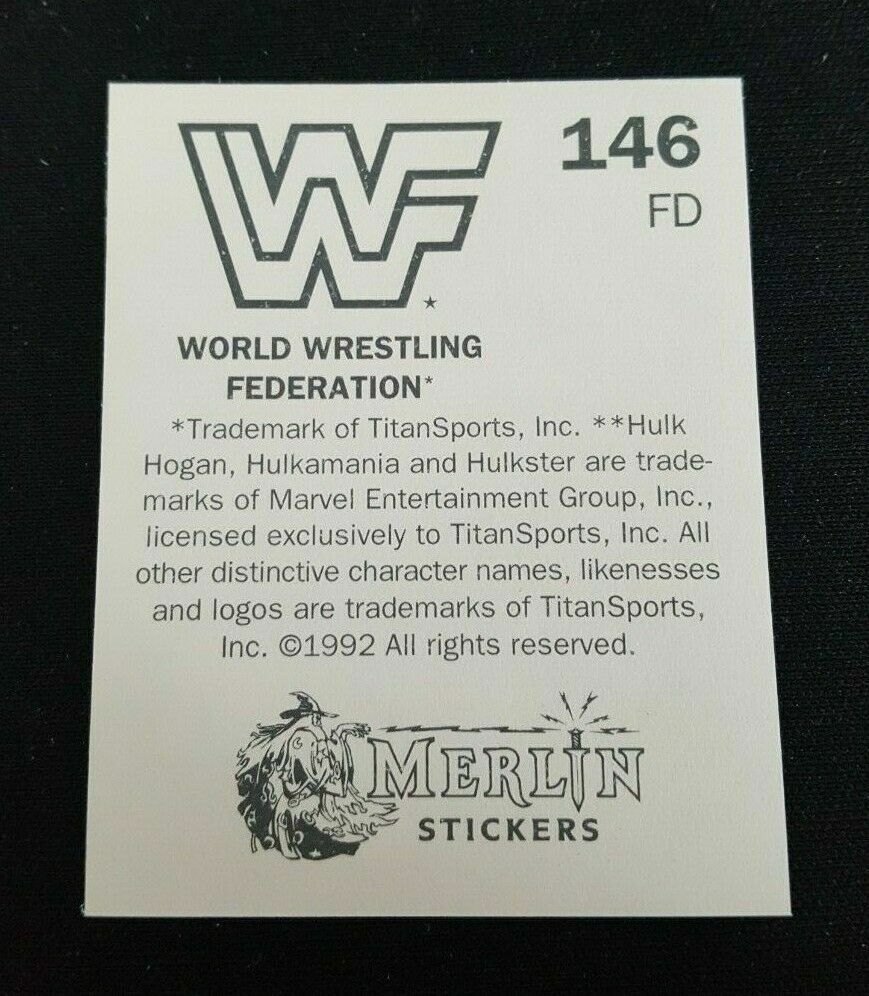 WF
146
FD
WORLD WRESTLING
FEDERATION*
*Trademark of TitanSports, Inc. **Hulk
Hogan, Hulkamania and Hulkster are trade-
marks of Marvel Entertainment Group, Inc.,
licensed exclusively to TitanSports, Inc. All
other distinctive character names, likenesses
and logos are trademarks of TitanSports,
Inc. ©1992 All rights reserved.
MERLIN
STICKERS